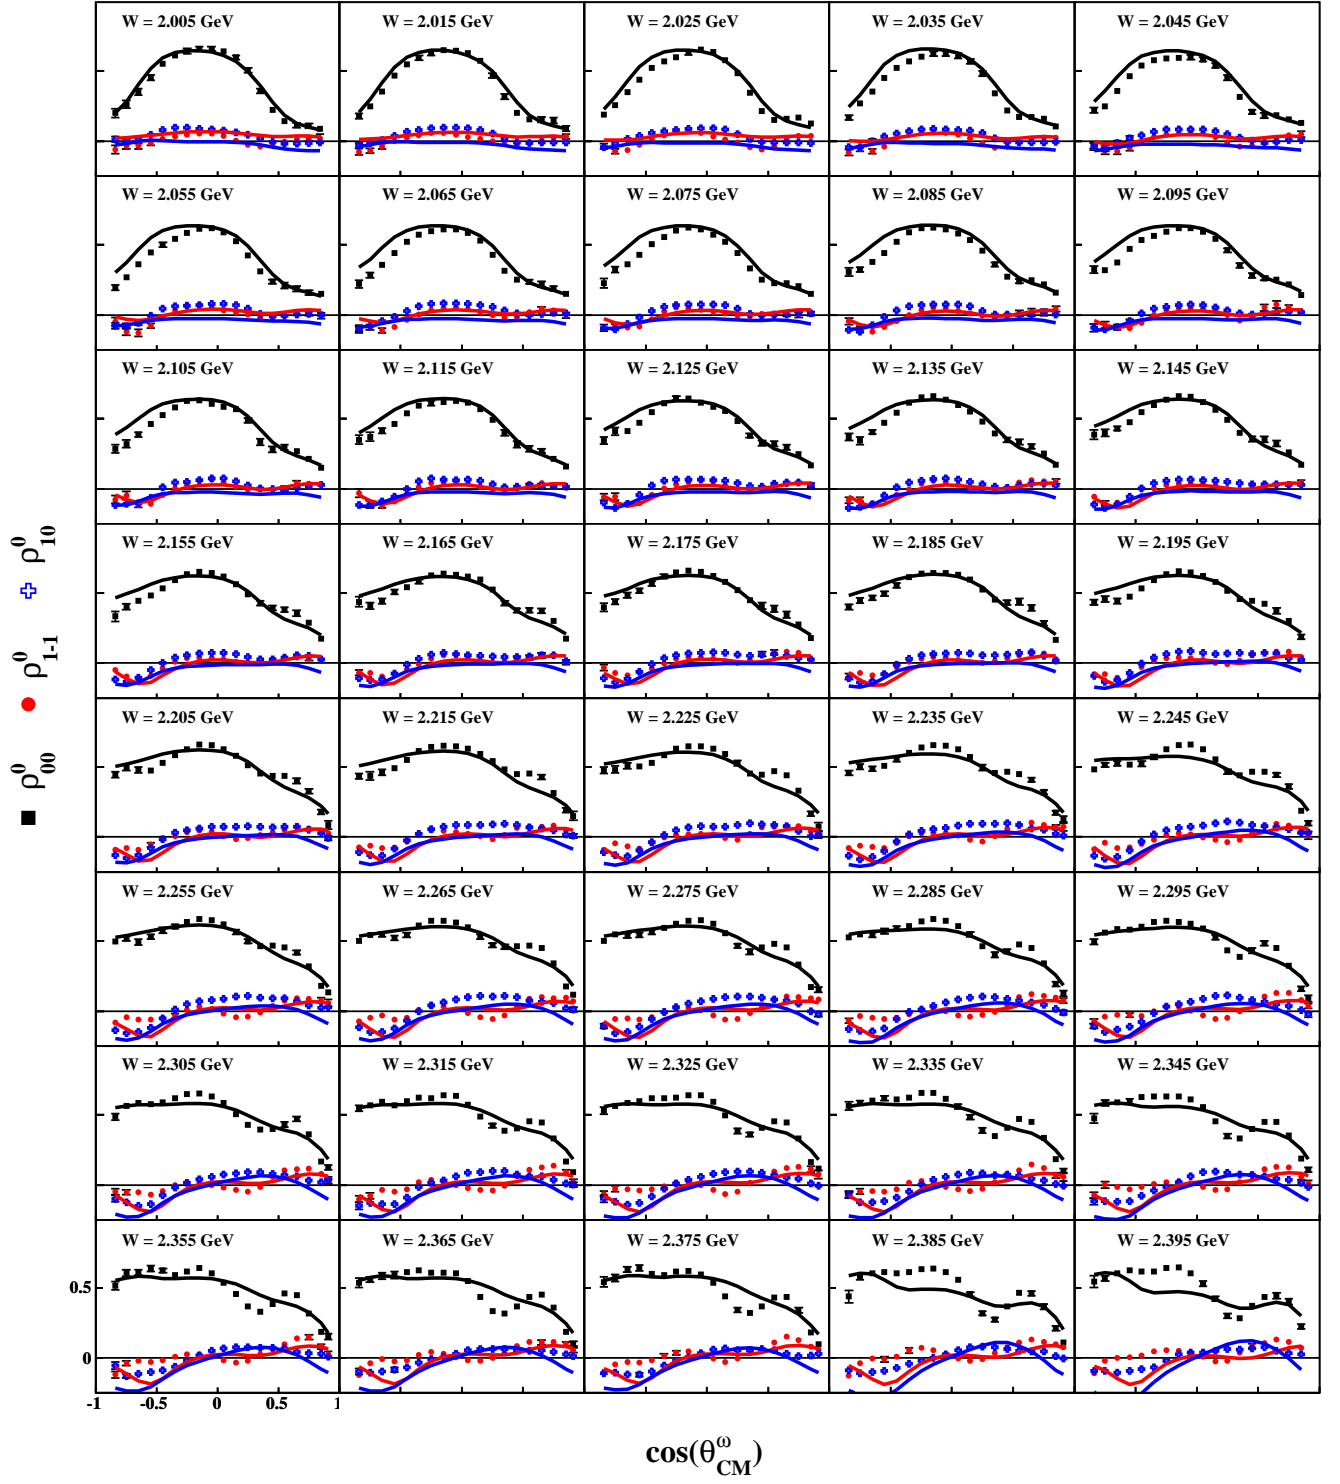 W = 2.005 GeV W = 2.015 GeV W = 2.025 GeV W = 2.035 GeV W = 2.045 GeV
W = 2.055 GeV W = 2.065 GeV W = 2.075 GeV W = 2.085 GeV W = 2.095 GeV
W = 2.105 GeV W = 2.115 GeV W = 2.125 GeV W = 2.135 GeV W = 2.145 GeV
W = 2.155 GeV W = 2.165 GeV W = 2.175 GeV W = 2.185 GeV W = 2.195 GeV
W = 2.205 GeV W = 2.215 GeV W = 2.225 GeV W = 2.235 GeV W = 2.245 GeV
W = 2.255 GeV W = 2.265 GeV W = 2.275 GeV W = 2.285 GeV W = 2.295 GeV
W = 2.305 GeV W = 2.315 GeV W = 2.325 GeV W = 2.335 GeV W = 2.345 GeV
W = 2.355 GeV W = 2.365 GeV W = 2.375 GeV W = 2.385 GeV W = 2.395 GeV
0.5
0
-1 -0.5 0 0.5 1
■ ρ⁰₀₀ ● ρ⁰₁₋₁ ✚ ρ⁰₁₀
cos(θ^ω_CM)